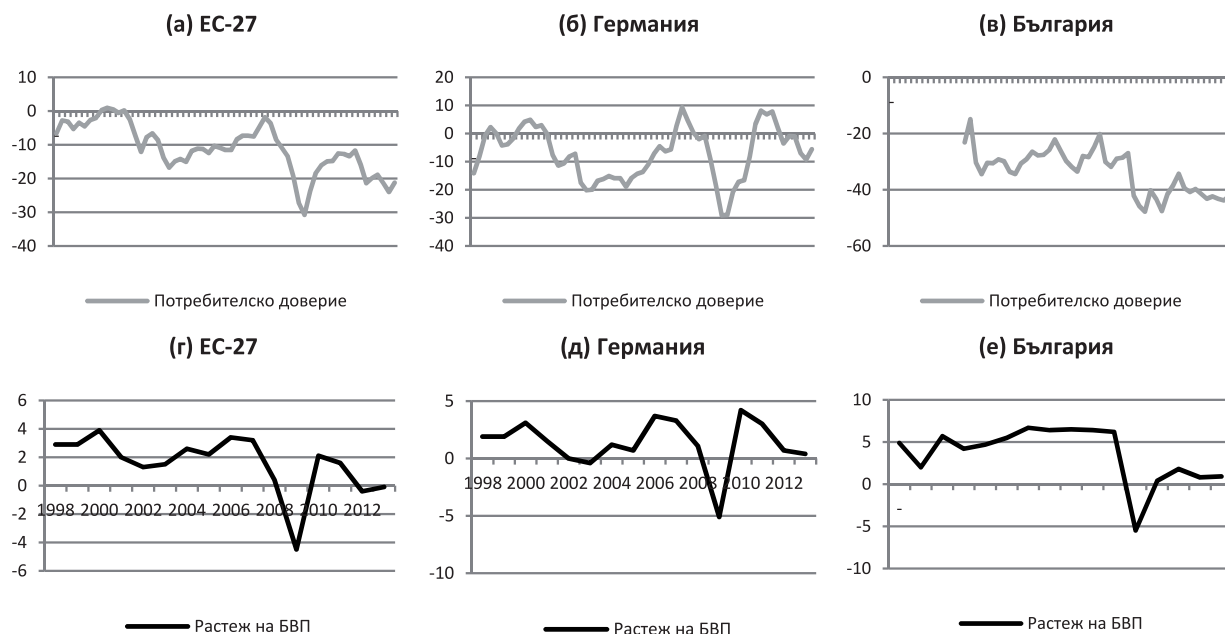 (а) ЕС-27
(б) Германия
(в) България
10
0
-10
-20
-30
-40
Потребителско доверие
20
10
0
-10
-20
-30
-40
Потребителско доверие
0
-20
-40
-60
Потребителско доверие
(г) ЕС-27
(д) Германия
(е) България
6
4
2
0
-2
-4
-6
1998 2000 2002 2004 2006 2008 2010 2012
Растеж на БВП
5
0
-5
-10
1998 2000 2002 2004 2006 2008 2010 2012
Растеж на БВП
10
5
0
-5
-10
Растеж на БВП